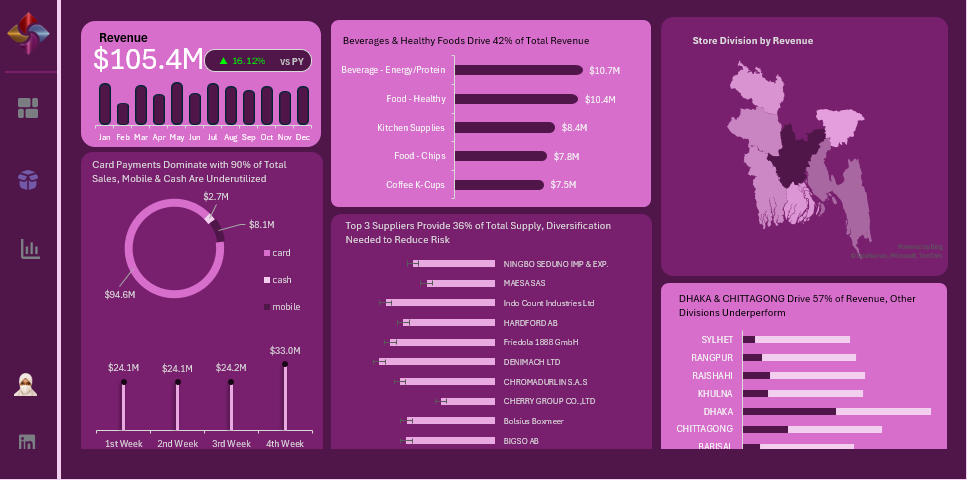 Revenue
$105.4M
▲ 16.12% vs PY
Jan Feb Mar Apr May Jun Jul Aug Sep Oct Nov Dec
Card Payments Dominate with 90% of Total
Sales, Mobile & Cash Are Underutilized
$2.7M
$8.1M
$94.6M
card
cash
mobile
$24.1M
$24.1M
$24.2M
$33.0M
1st Week
2nd Week
3rd Week
4th Week
Beverages & Healthy Foods Drive 42% of Total Revenue
Beverage - Energy/Protein $10.7M
Food - Healthy $10.4M
Kitchen Supplies $8.4M
Food - Chips $7.8M
Coffee K-Cups $7.5M
Top 3 Suppliers Provide 36% of Total Supply, Diversification
Needed to Reduce Risk
NINGBO SEDUNO IMP & EXP.
MAESA SAS
Indo Count Industries Ltd
HARDFORD AB
Friedola 1888 GmbH
DENIMACH LTD
CHROMADURLIN S.A.S
CHERRY GROUP CO.,LTD
Bolsius Boxmeer
BIGSO AB
Store Division by Revenue
Powered by Bing
© OpenStreetMap, Microsoft, TomTom
DHAKA & CHITTAGONG Drive 57% of Revenue, Other
Divisions Underperform
SYLHET
RANGPUR
RAJSHAHI
KHULNA
DHAKA
CHITTAGONG
BARISAL
in